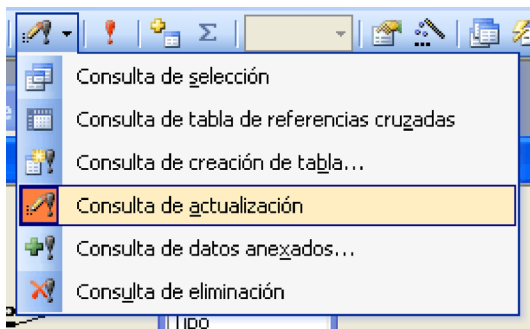 Σ
Consulta de selección
Consulta de tabla de referencias cruzadas
Consulta de creación de tabla...
Consulta de actualización
Consulta de datos anexados...
Consulta de eliminación
Tipo